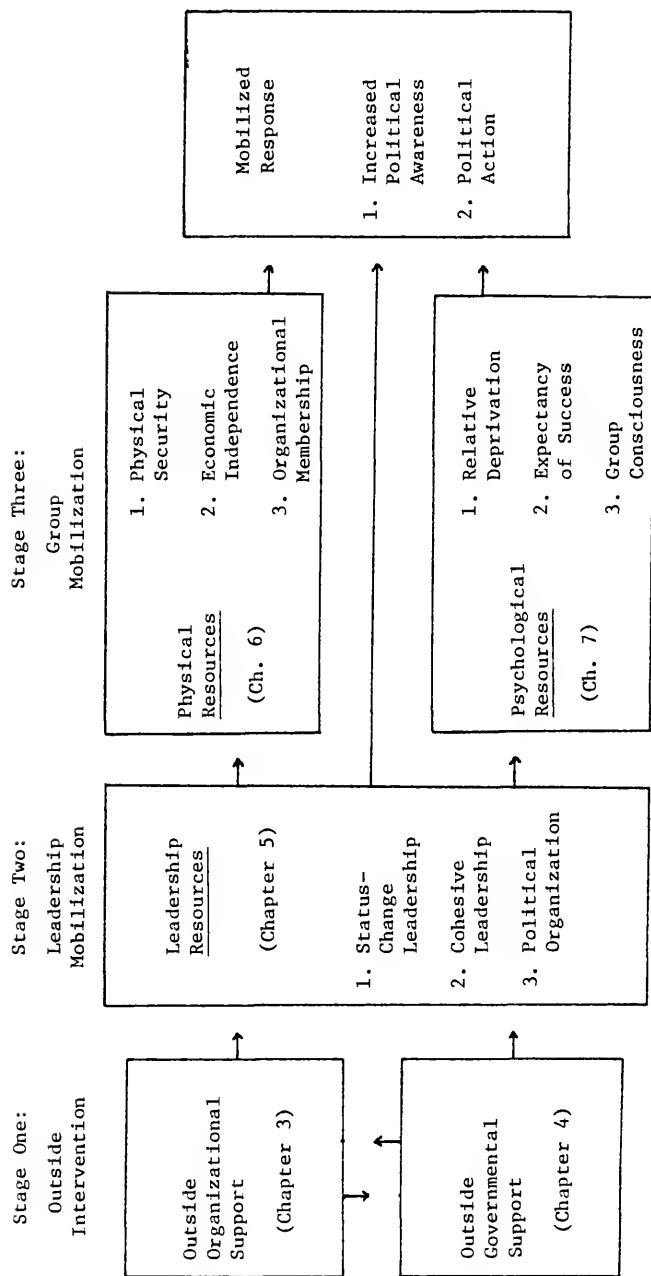 Stage One:
Outside
Intervention
Outside
Organizational
Support
(Chapter 3)
Outside
Governmental
Support
(Chapter 4)
Stage Two:
Leadership
Mobilization
Leadership
Resources
(Chapter 5)
1. Status-
Change
Leadership
2. Cohesive
Leadership
3. Political
Organization
Stage Three:
Group
Mobilization
Physical
Resources
(Ch. 6)
1. Physical
Security
2. Economic
Independence
3. Organizational
Membership
Psychological
Resources
(Ch. 7)
1. Relative
Deprivation
2. Expectancy
of Success
3. Group
Consciousness
Mobilized
Response
1. Increased
Political
Awareness
2. Political
Action